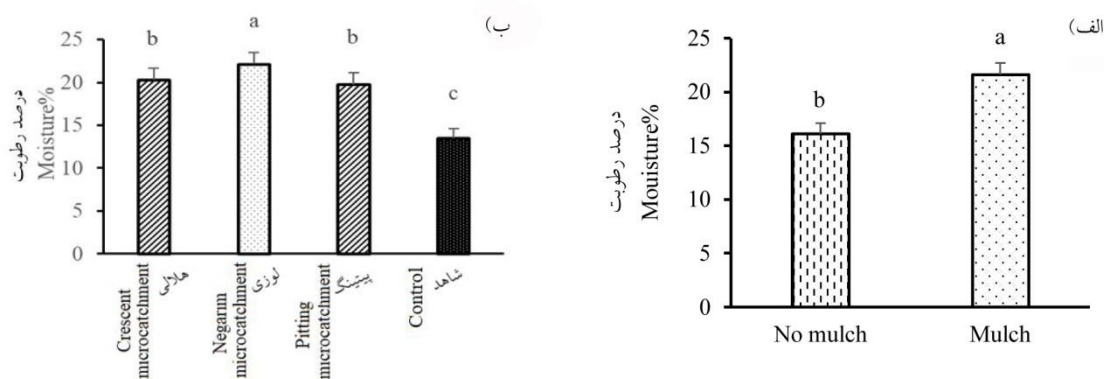 ب)
25
20
15
10
5
0
درصد رطوبت
Moisture%
b
a
b
c
Crescent
microcatchment
هلالی
Negarim
microcatchment
لوزی
Pitting
microcatchment
پیتینگ
Control
شاهد
الف)
25
20
15
10
5
0
درصد رطوبت
Mouisture%
b
a
No mulch
Mulch